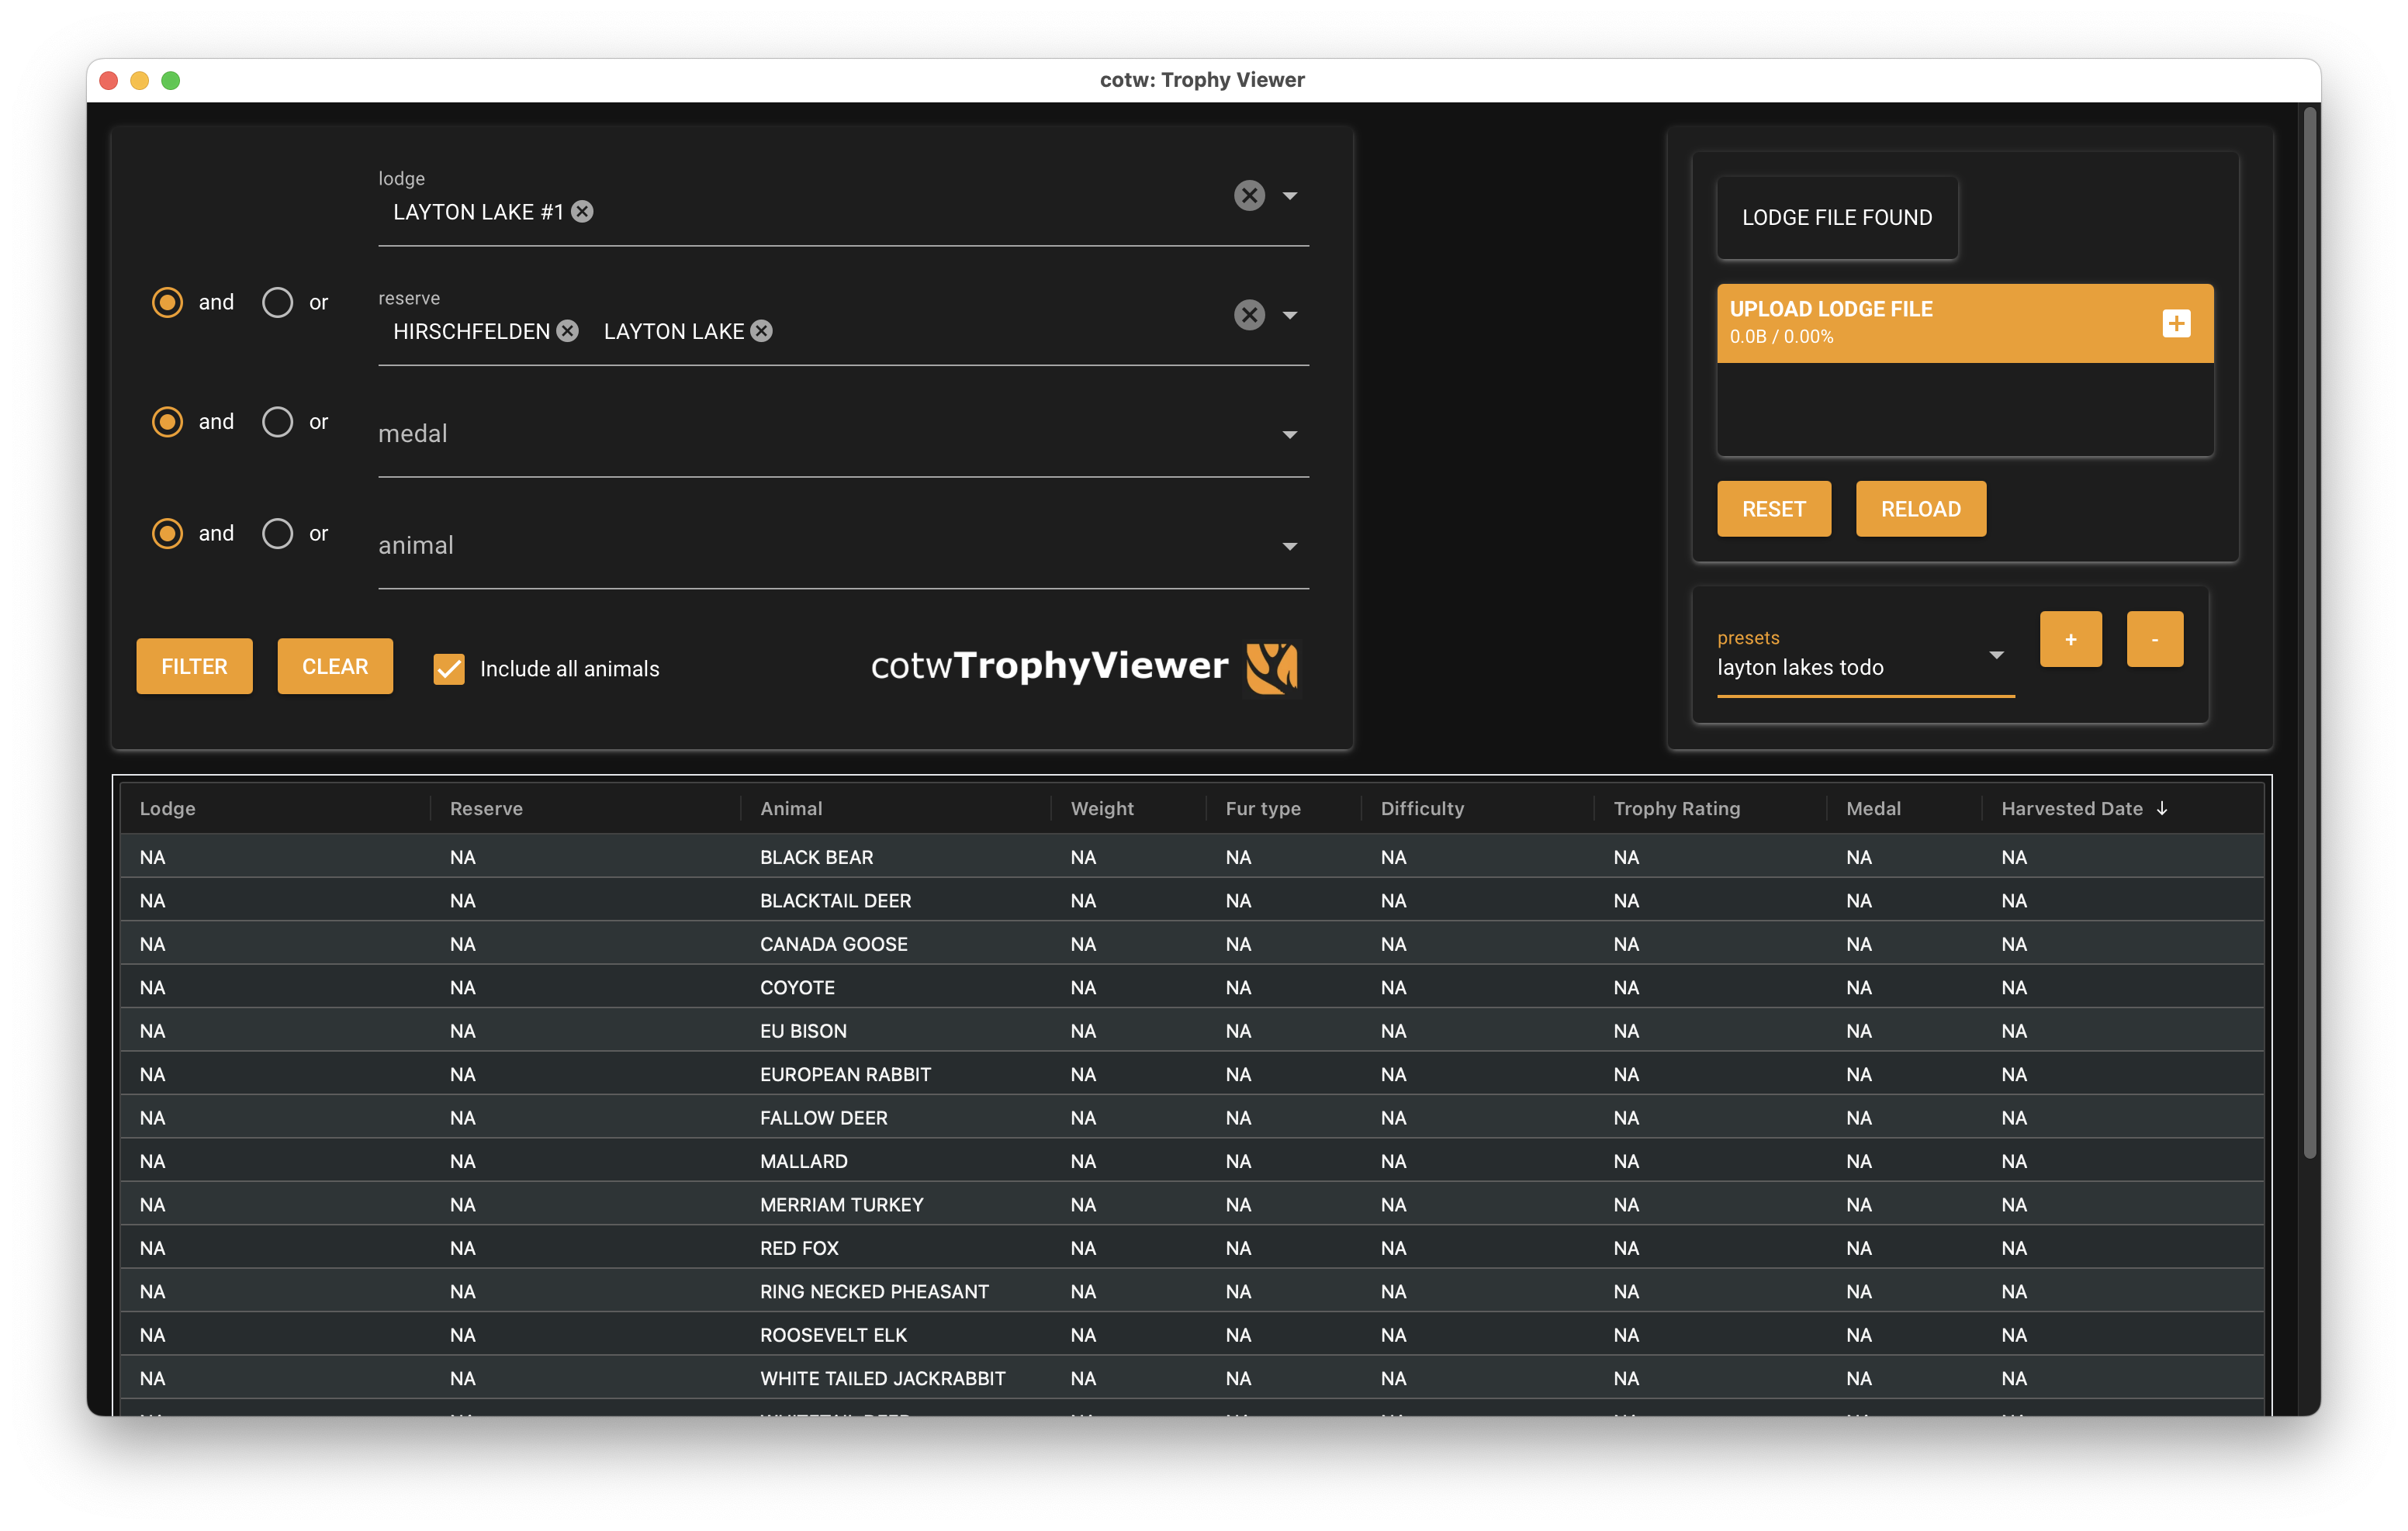 cotw: Trophy Viewer
lodge
LAYTON LAKE #1
and or
reserve
HIRSCHFELDEN LAYTON LAKE
and or
medal
and or
animal
FILTER CLEAR Include all animals
cotwTrophyViewer
LODGE FILE FOUND
UPLOAD LODGE FILE
0.0B / 0.00%
RESET RELOAD
presets
layton lakes todo
+ -
Lodge Reserve Animal Weight Fur type Difficulty Trophy Rating Medal Harvested Date
NA NA BLACK BEAR NA NA NA NA NA NA
NA NA BLACKTAIL DEER NA NA NA NA NA NA
NA NA CANADA GOOSE NA NA NA NA NA NA
NA NA COYOTE NA NA NA NA NA NA
NA NA EU BISON NA NA NA NA NA NA
NA NA EUROPEAN RABBIT NA NA NA NA NA NA
NA NA FALLOW DEER NA NA NA NA NA NA
NA NA MALLARD NA NA NA NA NA NA
NA NA MERRIAM TURKEY NA NA NA NA NA NA
NA NA RED FOX NA NA NA NA NA NA
NA NA RING NECKED PHEASANT NA NA NA NA NA NA
NA NA ROOSEVELT ELK NA NA NA NA NA NA
NA NA WHITE TAILED JACKRABBIT NA NA NA NA NA NA